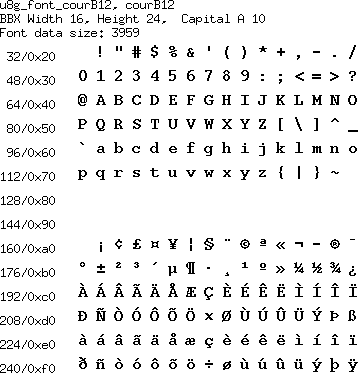 u8g_font_courB12, courB12
BBX Width 16, Height 24, Capital A 10
Font data size: 3959
32/0x20 ! " # $ % & ' ( ) * + , - . /
48/0x30 0 1 2 3 4 5 6 7 8 9 : ; < = > ?
64/0x40 @ A B C D E F G H I J K L M N O
80/0x50 P Q R S T U V W X Y Z [ \ ] ^ _
96/0x60 ` a b c d e f g h i j k l m n o
112/0x70 p q r s t u v w x y z { | } ~
128/0x80
144/0x90
160/0xa0 ¡ ¢ £ ¤ ¥ ¦ § ¨ © ª « ¬ - ® ¯
176/0xb0 ° ± ² ³ ´ µ ¶ · ¸ ¹ º » ¼ ½ ¾ ¿
192/0xc0 À Á Â Ã Ä Å Æ Ç È É Ê Ë Ì Í Î Ï
208/0xd0 Ð Ñ Ò Ó Ô Õ Ö × Ø Ù Ú Û Ü Ý Þ ß
224/0xe0 à á â ã ä å æ ç è é ê ë ì í î ï
240/0xf0 ð ñ ò ó ô õ ö ÷ ø ù ú û ü ý þ ÿ